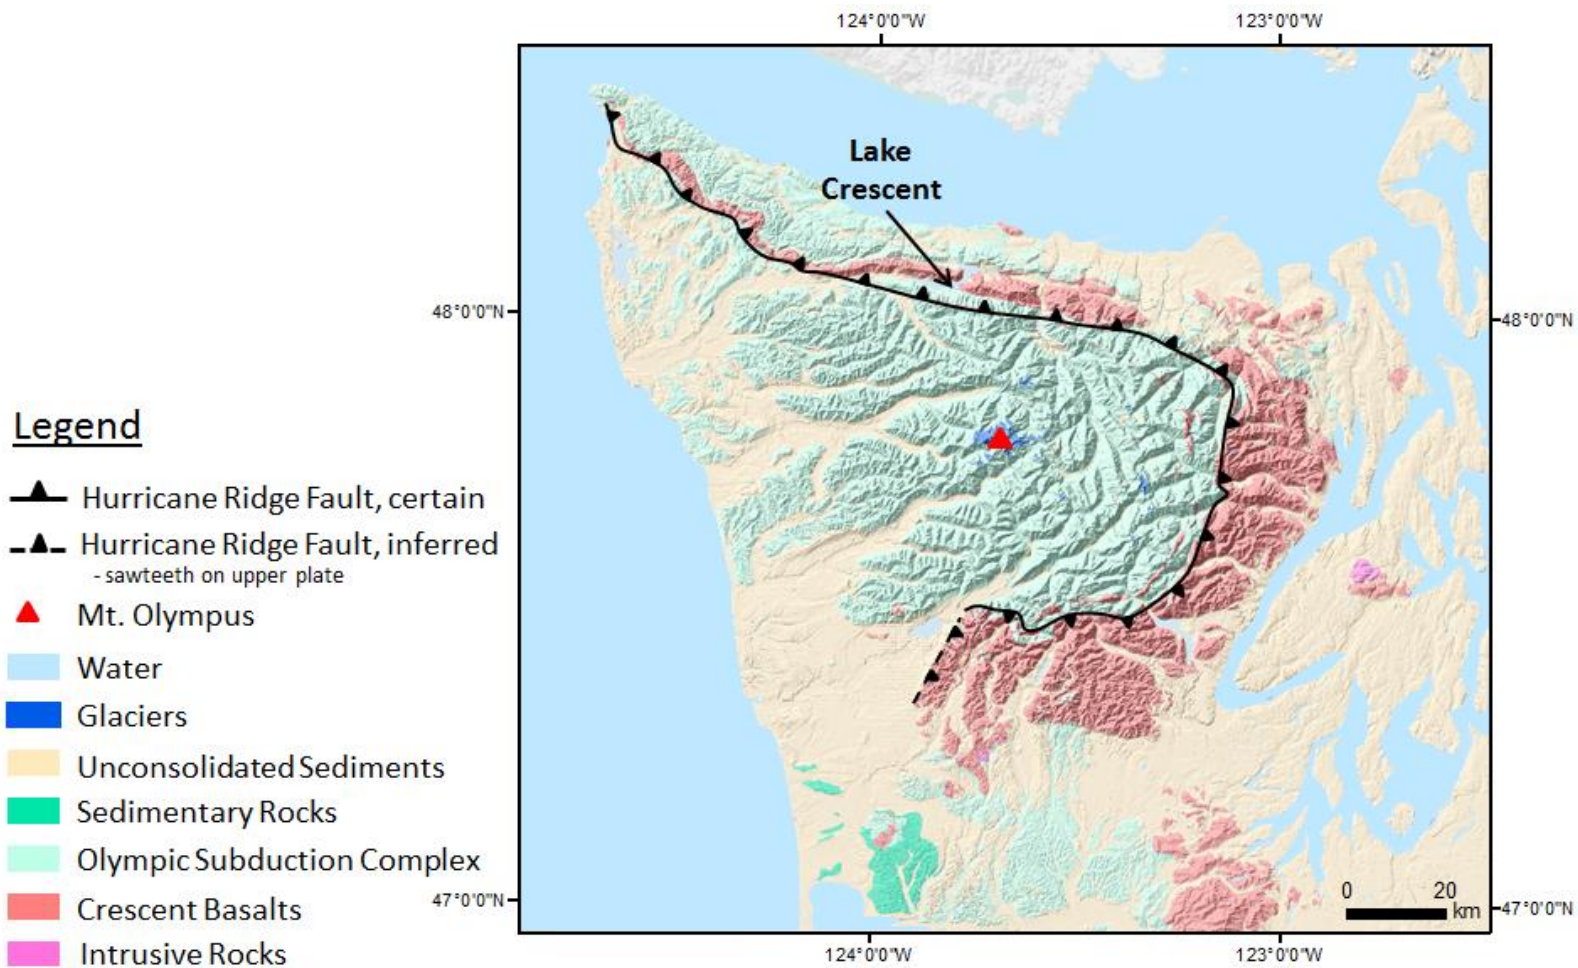 124°0'0"W
123°0'0"W
Lake
Crescent
48°0'0"N
48°0'0"N
Legend
Hurricane Ridge Fault, certain
Hurricane Ridge Fault, inferred
- sawteeth on upper plate
Mt. Olympus
Water
Glaciers
Unconsolidated Sediments
Sedimentary Rocks
Olympic Subduction Complex
Crescent Basalts
Intrusive Rocks
47°0'0"N
0 20
km
47°0'0"N
124°0'0"W
123°0'0"W